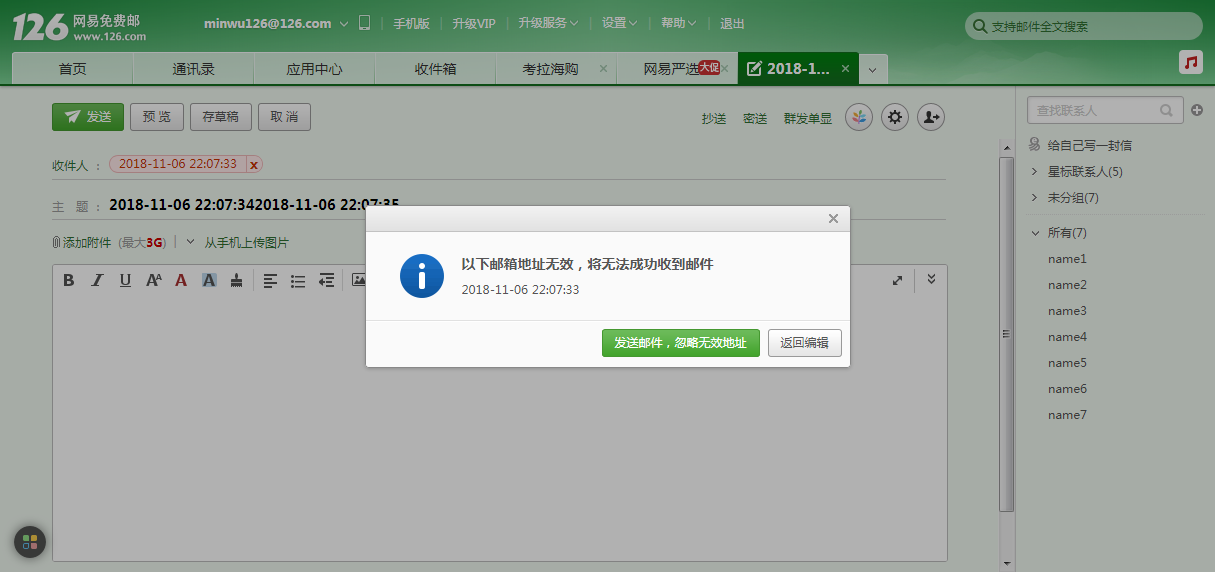 126 网易免费邮
www.126.com
minwu126@126.com
手机版
升级VIP
升级服务
设置
帮助
退出
支持邮件全文搜索
首页
通讯录
应用中心
收件箱
考拉海购
网易严选
大促
2018-1...
发送
预 览
存草稿
取 消
抄送
密送
群发单显
查找联系人
收件人 :
2018-11-06 22:07:33 x
给自己写一封信
星标联系人(5)
未分组(7)
主 题 :
2018-11-06 22:07:342018-11-06 22:07:35
所有(7)
添加附件 (最大3G)
从手机上传图片
以下邮箱地址无效，将无法成功收到邮件
2018-11-06 22:07:33
发送邮件，忽略无效地址
返回编辑
name1
name2
name3
name4
name5
name6
name7